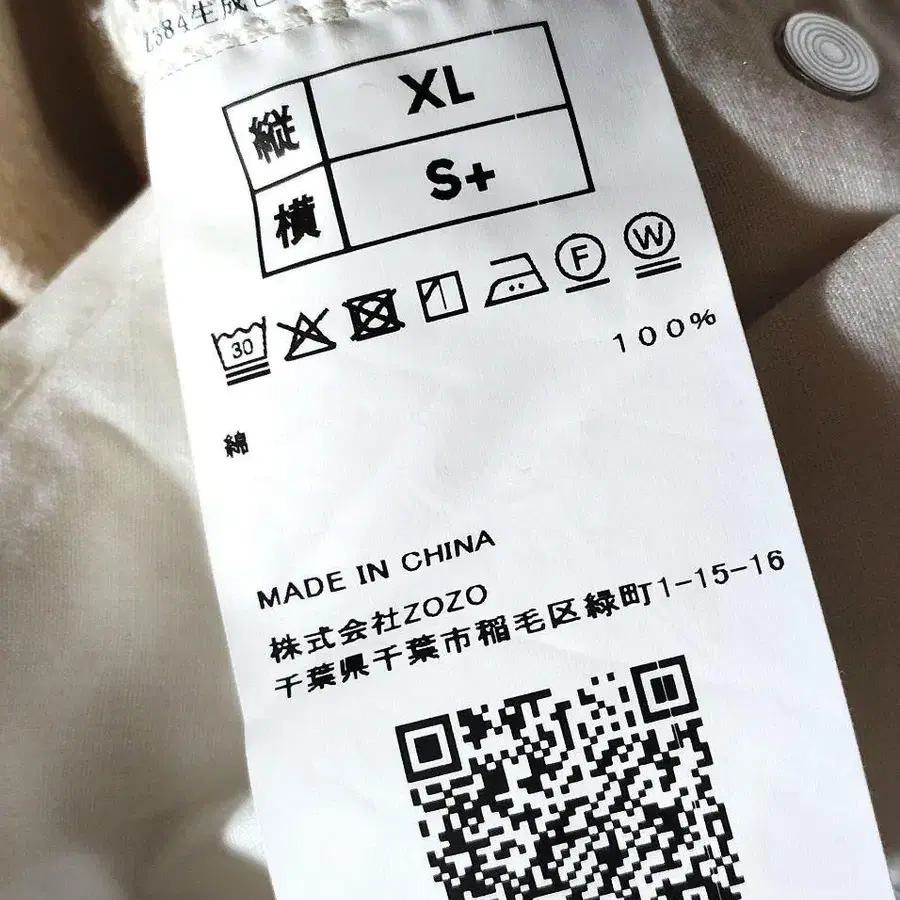 縦 XL
横 S+
30 F W
100%
綿
MADE IN CHINA
株式会社ZOZO
千葉県千葉市稲毛区緑町1-15-16